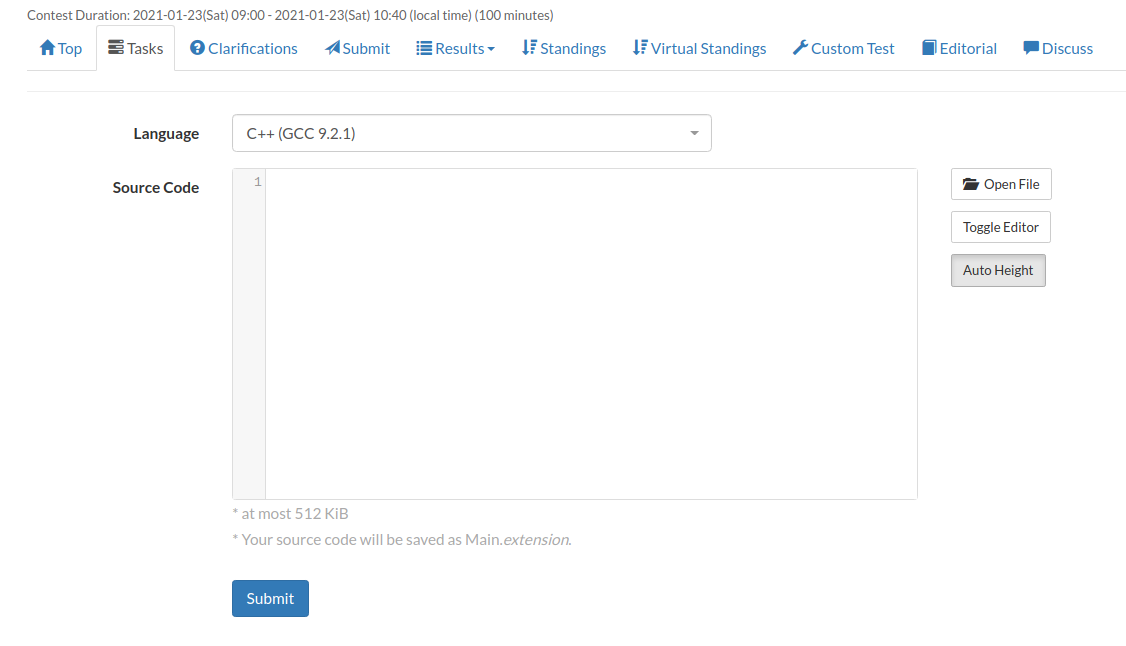 Contest Duration: 2021-01-23(Sat) 09:00 - 2021-01-23(Sat) 10:40 (local time) (100 minutes)
Top Tasks Clarifications Submit Results Standings Virtual Standings Custom Test Editorial Discuss
Language C++ (GCC 9.2.1)
Source Code 1 Open File
Toggle Editor
Auto Height
* at most 512 KiB
* Your source code will be saved as Main.extension.
Submit